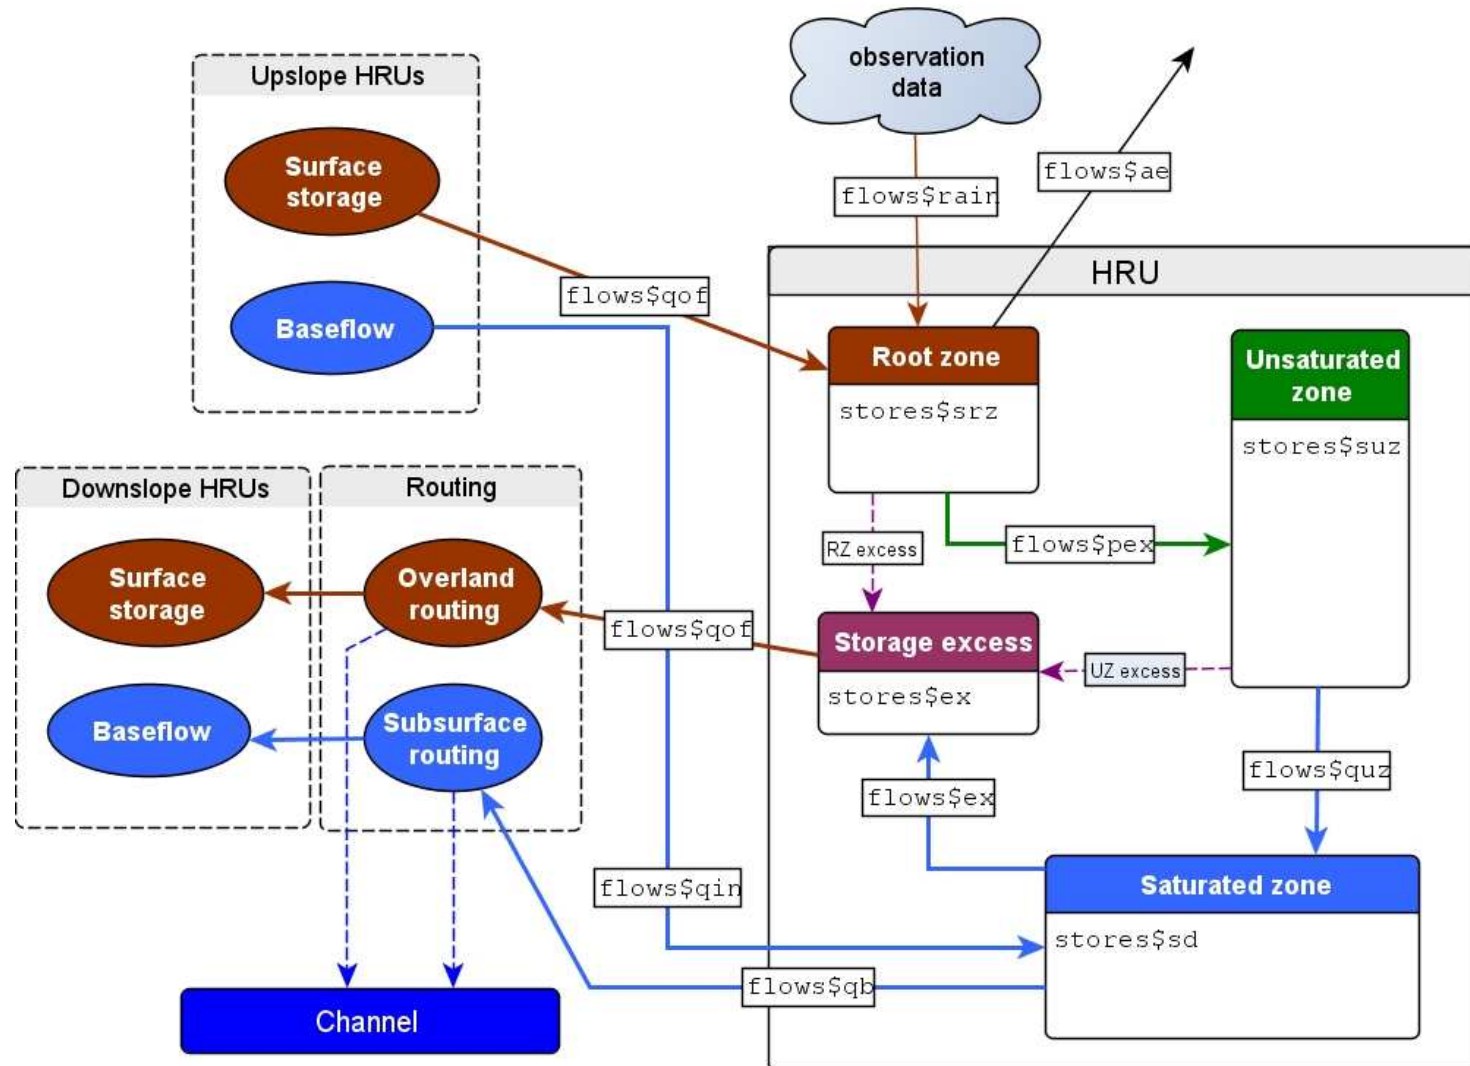 observation
data
Upslope HRUs
Surface
storage
flows$ae
flows$rain
HRU
flows$qof
Baseflow
Root zone
stores$srz
Unsaturated
zone
stores$suz
Downslope HRUs
Routing
RZ excess
flows$pex
Surface
storage
Overland
routing
flows$qof
Storage excess
stores$ex
UZ excess
Baseflow
Subsurface
routing
flows$ex
flows$quz
flows$qin
Saturated zone
stores$sd
flows$qb
Channel